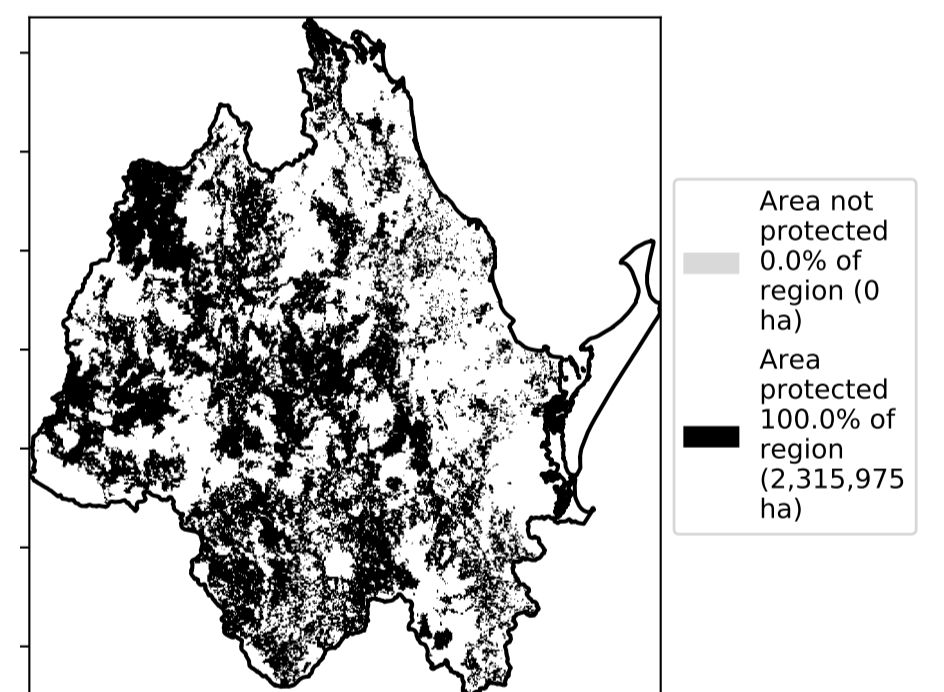 Area not
protected
0.0% of
region (0
ha)
Area
protected
100.0% of
region
(2,315,975
ha)